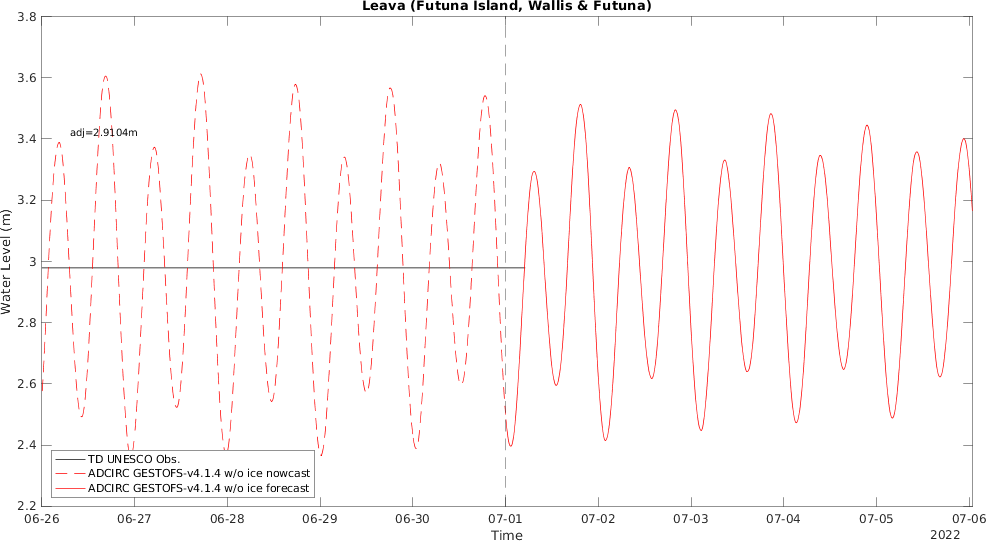 Leava (Futuna Island, Wallis & Futuna)
3.8
3.6
3.4
3.2
3
2.8
2.6
2.4
2.2
Water Level (m)
adj=2.9104m
TD UNESCO Obs.
ADCIRC GESTOFS-v4.1.4 w/o ice nowcast
ADCIRC GESTOFS-v4.1.4 w/o ice forecast
06-26 06-27 06-28 06-29 06-30 07-01 07-02 07-03 07-04 07-05 07-06
Time
2022